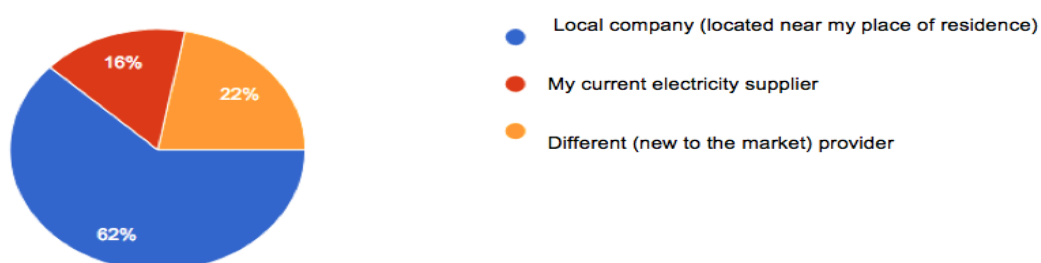 Local company (located near my place of residence)
16%
My current electricity supplier
22%
Different (new to the market) provider
62%